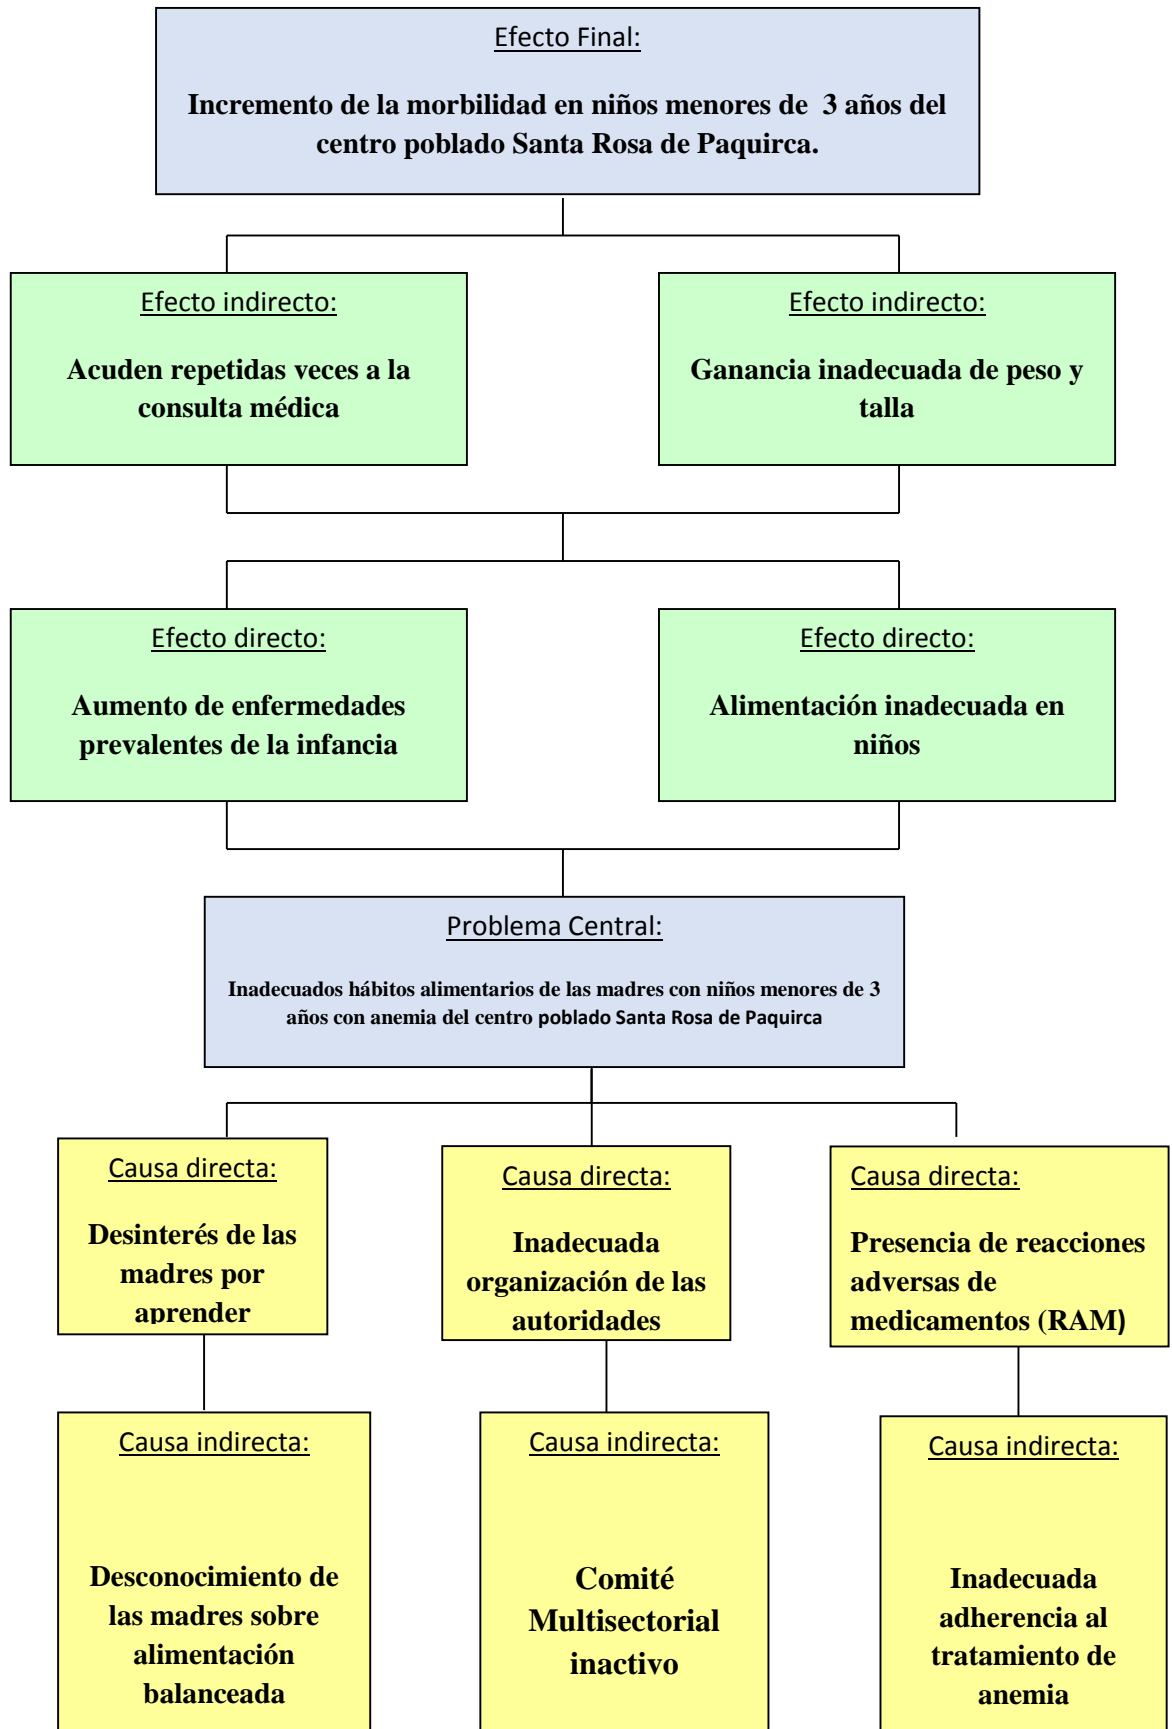 Efecto Final:
Incremento de la morbilidad en niños menores de 3 años del
centro poblado Santa Rosa de Paquirca.
Efecto indirecto:
Acuden repetidas veces a la
consulta médica
Efecto indirecto:
Ganancia inadecuada de peso y
talla
Efecto directo:
Aumento de enfermedades
prevalentes de la infancia
Efecto directo:
Alimentación inadecuada en
niños
Problema Central:
Inadecuados hábitos alimentarios de las madres con niños menores de 3
años con anemia del centro poblado Santa Rosa de Paquirca
Causa directa:
Desinterés de las
madres por
aprender
Causa directa:
Inadecuada
organización de las
autoridades
Causa directa:
Presencia de reacciones
adversas de
medicamentos (RAM)
Causa indirecta:
Desconocimiento de
las madres sobre
alimentación
balanceada
Causa indirecta:
Comité
Multisectorial
inactivo
Causa indirecta:
Inadecuada
adherencia al
tratamiento de
anemia